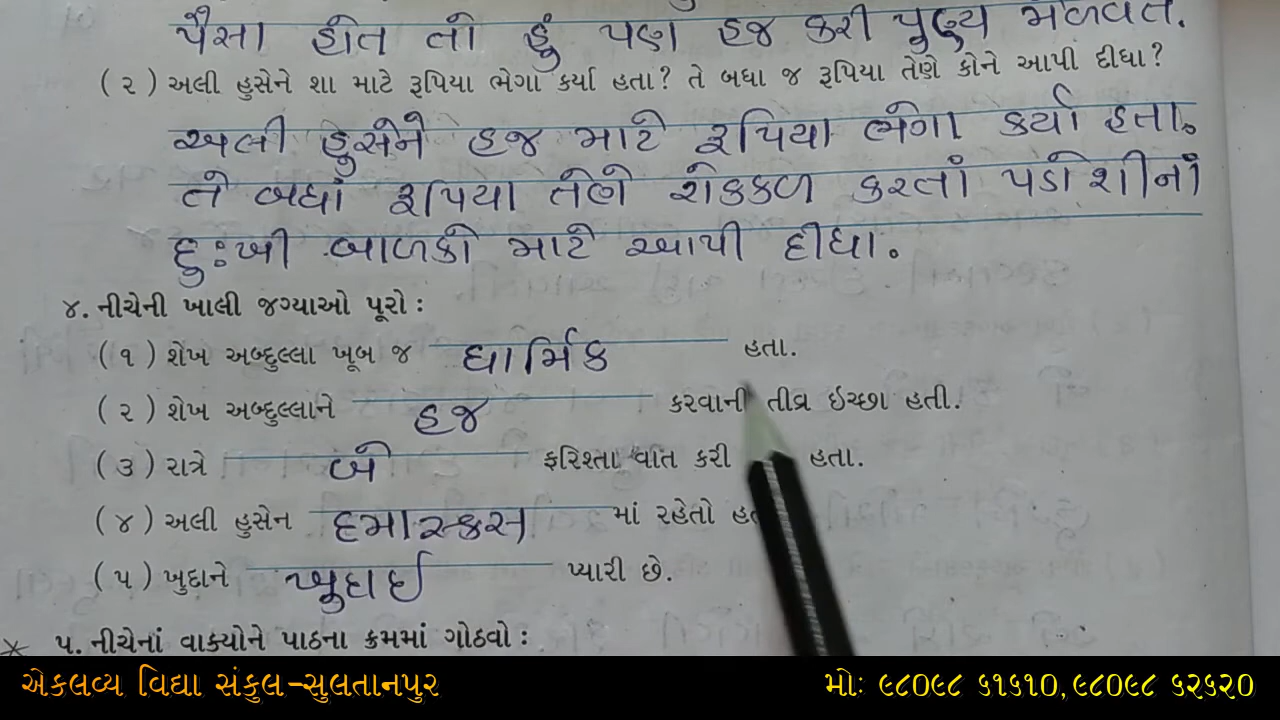 પૈસા હોત તો હું પણ હજ કરી પૂણ્ય મેળવત.
(૨) અલી હુસેને શા માટે રૂપિયા ભેગા કર્યા હતા? તે બધા જ રૂપિયા તેણે કોને આપી દીધા?
અલી હુસેને હજ માટે રૂપિયા ભેગા કર્યા હતા.
તે બધાં રૂપિયા તેણે રોકકળ કરતાં પડોશીનાં
દુઃખી બાળકો માટે આપી દીધા.
૪. નીચેની ખાલી જગ્યાઓ પૂરો :
(૧) શેખ અબ્દુલ્લા ખૂબ જ ધાર્મિક હતા.
(૨) શેખ અબ્દુલ્લાને હજ કરવાની તીવ્ર ઇચ્છા હતી.
(૩) રાત્રે બે ફરિશ્તા વાત કરી હતા.
(૪) અલી હુસેન દમાસ્કસ માં રહેતો
(૫) ખુદાને ખુદાઈ પ્યારી છે.
* ૫. નીચેનાં વાક્યોને પાઠના ક્રમમાં ગોઠવો :
એકલવ્ય વિદ્યા સંકુલ-સુલતાનપુર
મોઃ ૯૮૦૯૮ ૬૧૬૧૦,૯૮૦૯૮ ૬૨૬૨૦